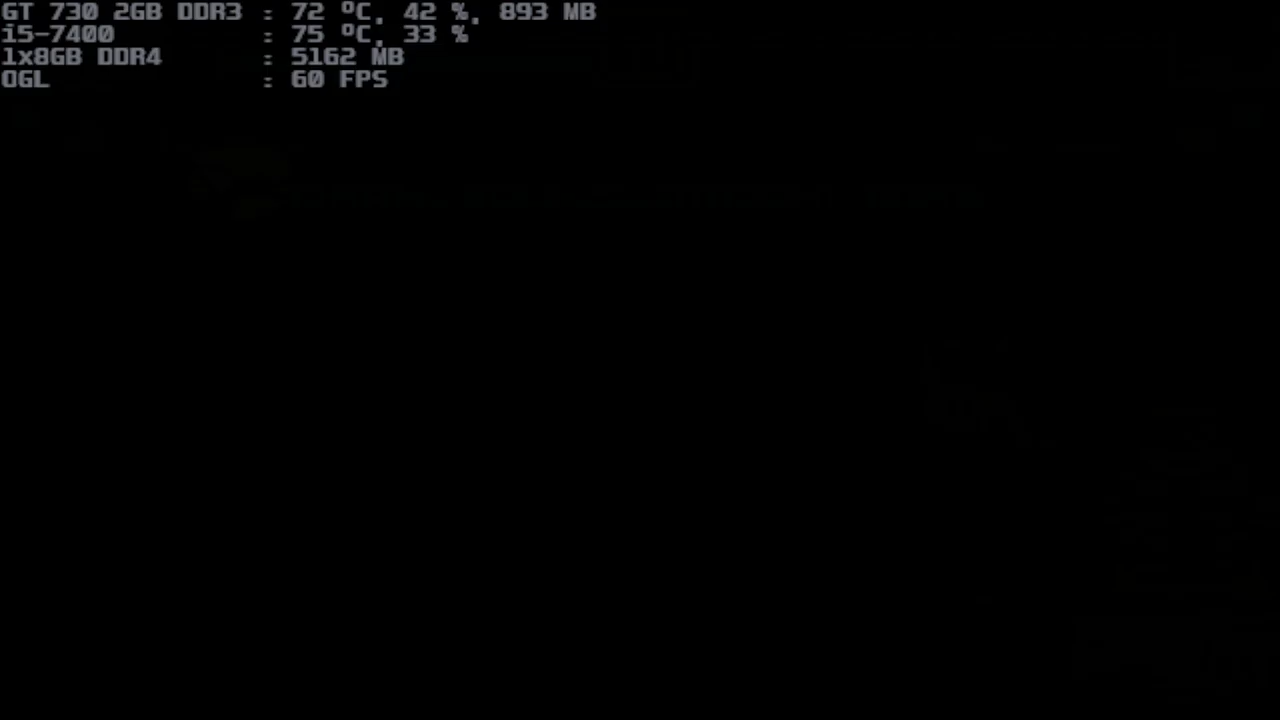 GT 730 2GB DDR3 : 72 ºC, 42 %, 893 MB
i5-7400 : 75 ºC, 33 %
1x8GB DDR4 : 5162 MB
OGL : 60 FPS